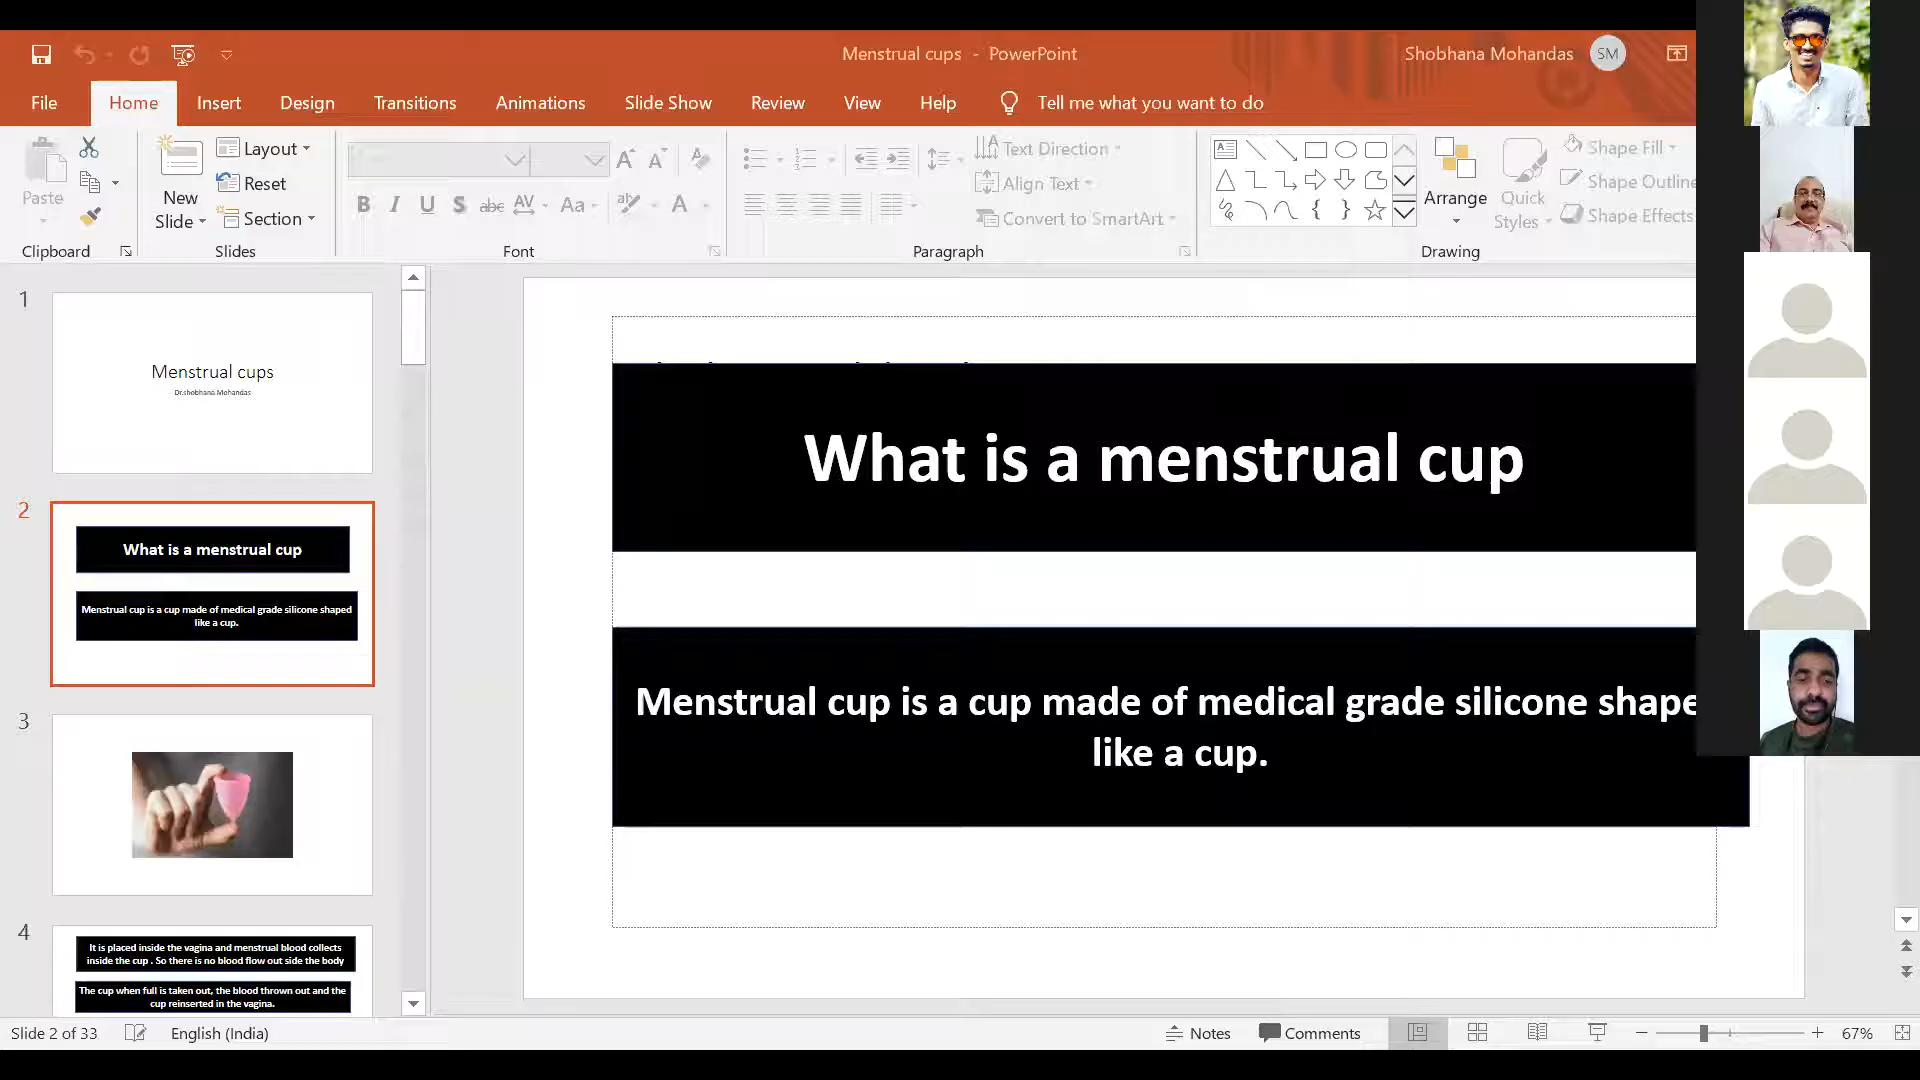 Menstrual cups - PowerPoint
Shobhana Mohandas SM
File Home Insert Design Transitions Animations Slide Show Review View Help Tell me what you want to do
Paste
Clipboard
New
Slide
Layout
Reset
Section
Slides
B I U S abc AV Aa A
Font
Text Direction
Align Text
Convert to SmartArt
Paragraph
Arrange
Quick
Styles
Shape Fill
Shape Outline
Shape Effects
Drawing
1
Menstrual cups
Dr.shobhana Mohandas
2
What is a menstrual cup
Menstrual cup is a cup made of medical grade silicone shaped
like a cup.
3
4
It is placed inside the vagina and menstrual blood collects
inside the cup . So there is no blood flow out side the body
The cup when full is taken out, the blood thrown out and the
cup reinserted in the vagina.
What is a menstrual cup
Menstrual cup is a cup made of medical grade silicone shape
like a cup.
Slide 2 of 33 English (India) Notes Comments 67%